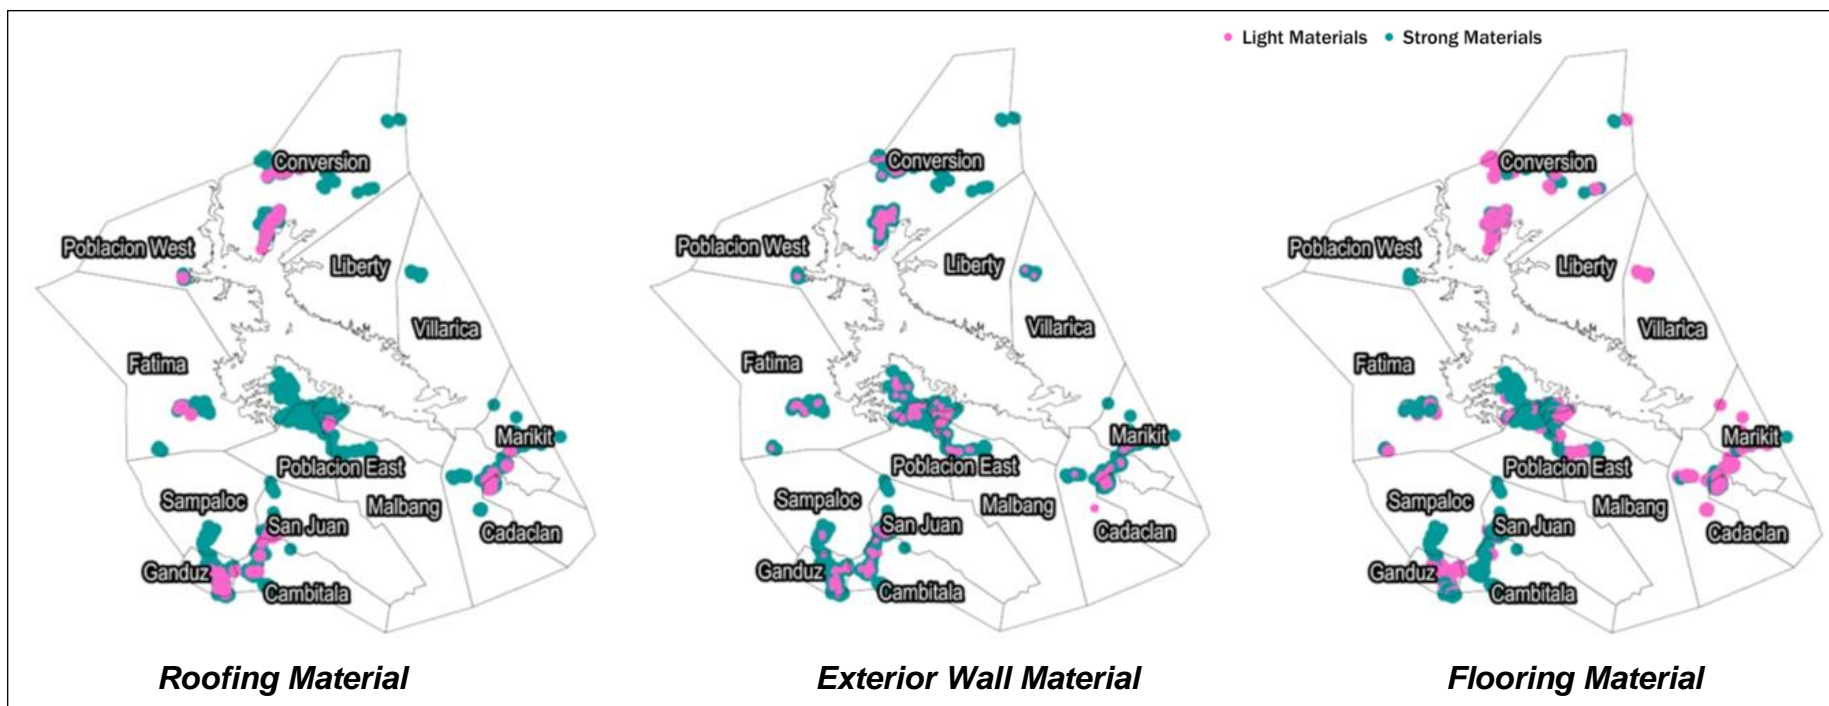 Light Materials Strong Materials
Conversion
Poblacion West
Liberty
Villarica
Fatima
Marikit
Poblacion East
Sampaloc
Malbang
San Juan
Cadaclan
Ganduz
Cambitala
Roofing Material
Conversion
Poblacion West
Liberty
Villarica
Fatima
Marikit
Poblacion East
Sampaloc
Malbang
San Juan
Cadaclan
Ganduz
Cambitala
Exterior Wall Material
Conversion
Poblacion West
Liberty
Villarica
Fatima
Marikit
Poblacion East
Sampaloc
Malbang
San Juan
Cadaclan
Ganduz
Cambitala
Flooring Material